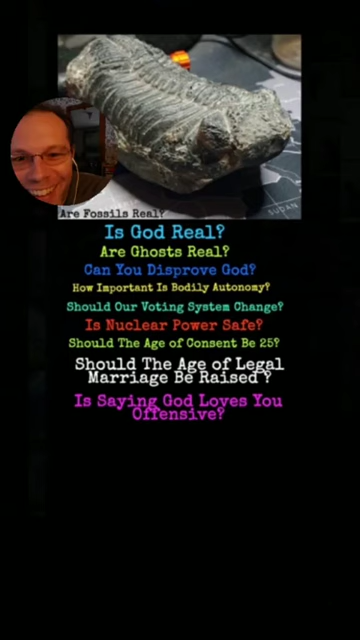 SUDAN
Are Fossils Real?
Is God Real?
Are Ghosts Real?
Can You Disprove God?
How Important Is Bodily Autonomy?
Should Our Voting System Change?
Is Nuclear Power Safe?
Should The Age of Consent Be 25?
Should The Age of Legal
Marriage Be Raised ?
Is Saying God Loves You
Offensive?